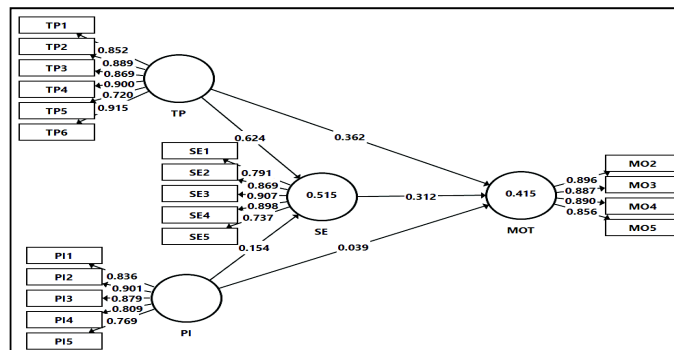 TP1
TP2
TP3
TP4
TP5
TP6
0.852
0.889
0.869
0.900
0.720
0.915
TP
0.624
0.362
SE1
SE2
SE3
SE4
SE5
0.791
0.869
0.907
0.898
0.737
0.515
SE
0.312
0.415
MOT
0.896
0.887
0.890
0.856
MO2
MO3
MO4
MO5
0.154
0.039
PI1
PI2
PI3
PI4
PI5
0.836
0.901
0.879
0.809
0.769
PI